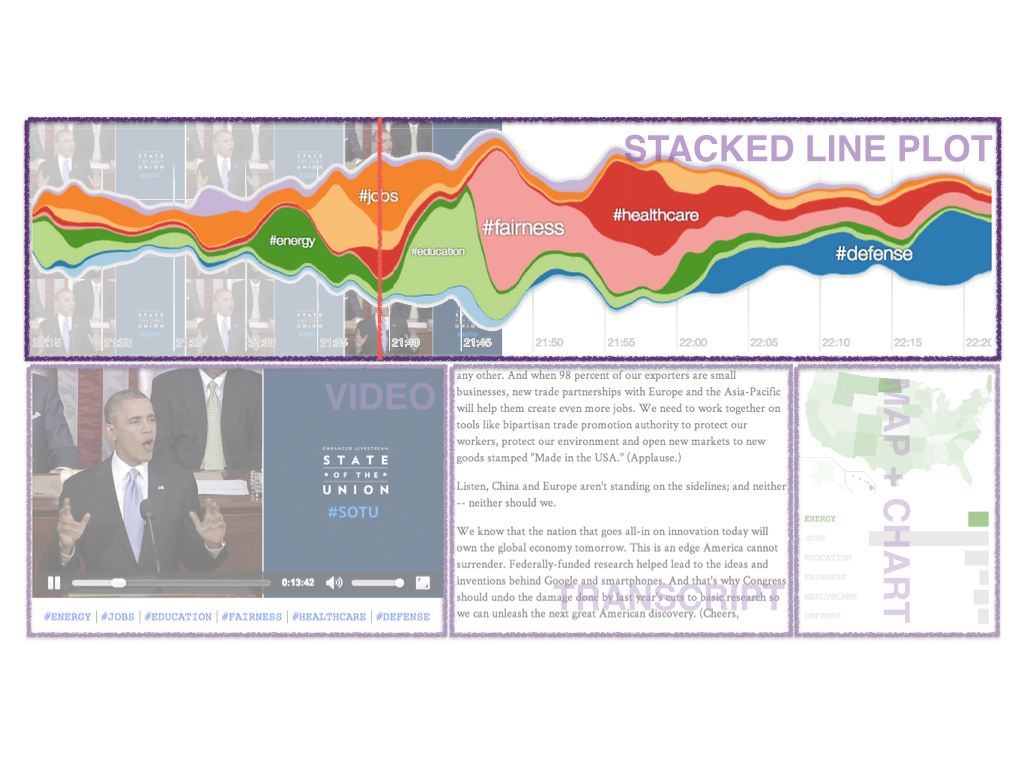 STACKED LINE PLOT
#jobs
#fairness
#healthcare
#energy
#education
#defense
21:20
21:40
21:45
21:50
21:55
22:00
22:05
22:10
22:15
22:20
VIDEO
ENHANCED LIVESTREAM
STATE
OF THE
UNION
#SOTU
0:13:42
#ENERGY | #JOBS | #EDUCATION | #FAIRNESS | #HEALTHCARE | #DEFENSE
any other. And when 98 percent of our exporters are small
businesses, new trade partnerships with Europe and the Asia-Pacific
will help them create even more jobs. We need to work together on
tools like bipartisan trade promotion authority to protect our
workers, protect our environment and open new markets to new
goods stamped "Made in the USA." (Applause.)
Listen, China and Europe aren't standing on the sidelines; and neither
-- neither should we.
We know that the nation that goes all-in on innovation today will
own the global economy tomorrow. This is an edge America cannot
surrender. Federally-funded research helped lead to the ideas and
inventions behind Google and smartphones. And that's why Congress
should undo the damage done by last year's cuts to basic research so
we can unleash the next great American discovery. (Cheers,
TRANSCRIPT
MAP + CHART
ENERGY
JOBS
EDUCATION
FAIRNESS
HEALTHCARE
DEFENSE